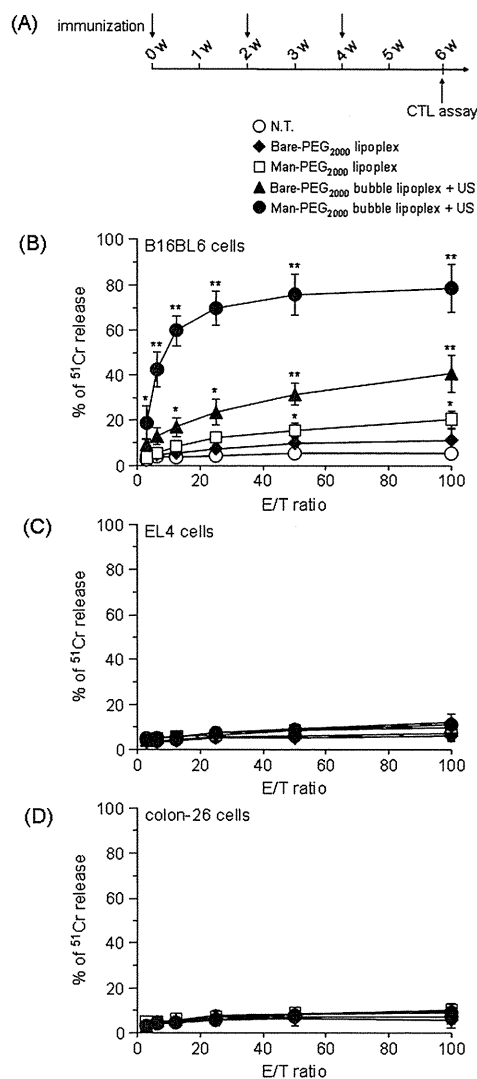 (A)
immunization
0 w 1 w 2 w 3 w 4 w 5 w 6 w
CTL assay
N.T.
Bare-PEG2000 lipoplex
Man-PEG2000 lipoplex
Bare-PEG2000 bubble lipoplex + US
Man-PEG2000 bubble lipoplex + US
(B)
B16BL6 cells
% of 51Cr release
100
80
60
40
20
0
* ** ** ** ** **
* * ** **
* *
0 20 40 60 80 100
E/T ratio
(C)
EL4 cells
% of 51Cr release
100
80
60
40
20
0
0 20 40 60 80 100
E/T ratio
(D)
colon-26 cells
% of 51Cr release
100
80
60
40
20
0
0 20 40 60 80 100
E/T ratio